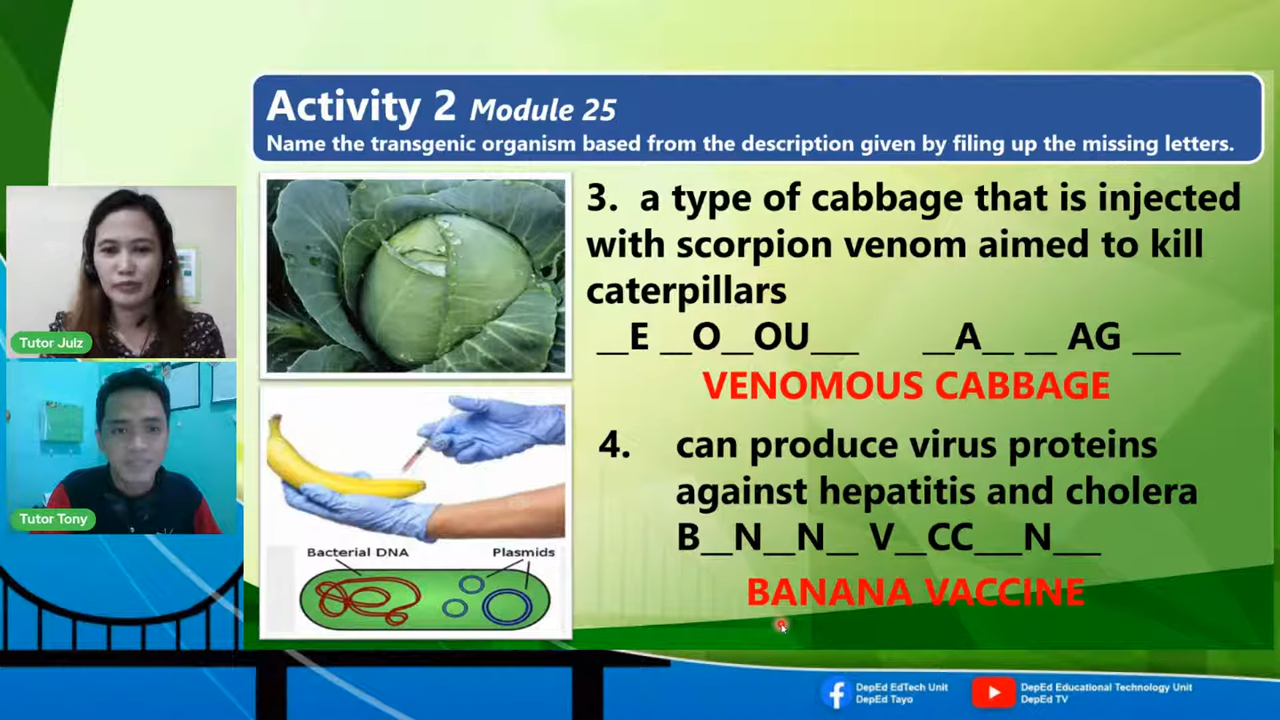 Activity 2 Module 25
Name the transgenic organism based from the description given by filing up the missing letters.
3. a type of cabbage that is injected
with scorpion venom aimed to kill
caterpillars
__E __O__OU___ __A__ __ AG ___
VENOMOUS CABBAGE
4. can produce virus proteins
against hepatitis and cholera
B__N__N__ V__CC___N___
BANANA VACCINE
Bacterial DNA
Plasmids
Tutor Julz
Tutor Tony
DepEd EdTech Unit
DepEd Tayo
DepEd Educational Technology Unit
DepEd TV